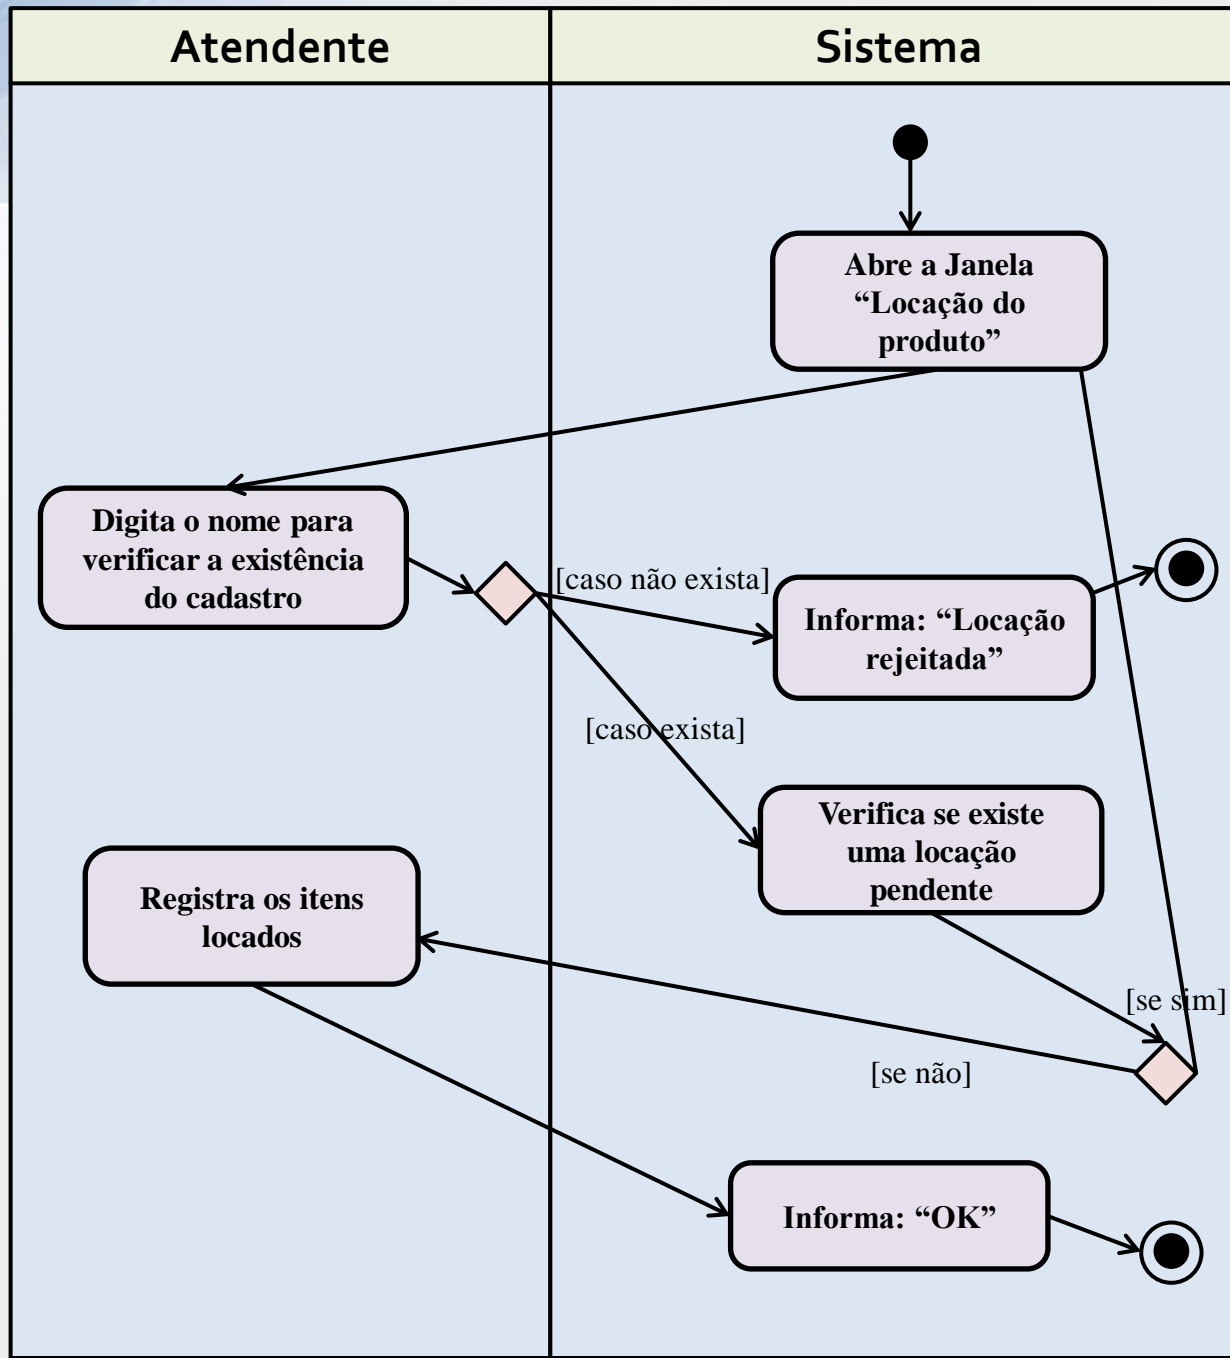 Atendente
Sistema
Abre a Janela
“Locação do
produto”
Digita o nome para
verificar a existência
do cadastro
[caso não exista]
Informa: “Locação
rejeitada”
[caso exista]
Verifica se existe
uma locação
pendente
Registra os itens
locados
[se sim]
[se não]
Informa: “OK”